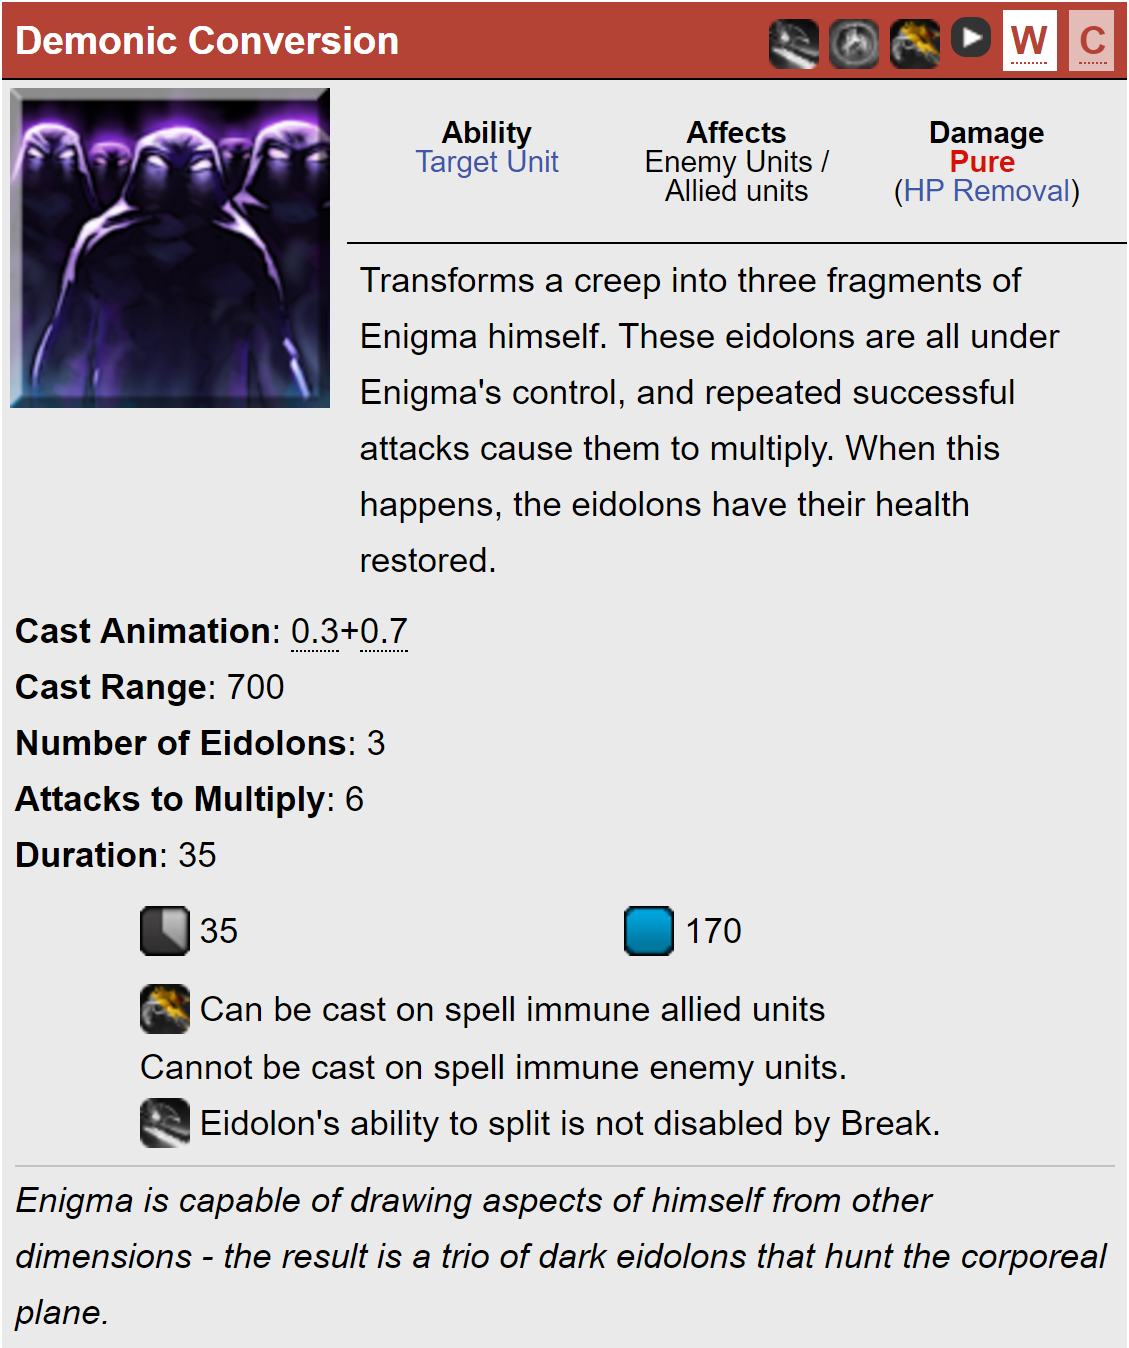 Demonic Conversion
W
C
Ability
Target Unit
Affects
Enemy Units /
Allied units
Damage
Pure
(HP Removal)
Transforms a creep into three fragments of
Enigma himself. These eidolons are all under
Enigma's control, and repeated successful
attacks cause them to multiply. When this
happens, the eidolons have their health
restored.
Cast Animation: 0.3+0.7
Cast Range: 700
Number of Eidolons: 3
Attacks to Multiply: 6
Duration: 35
35
170
Can be cast on spell immune allied units
Cannot be cast on spell immune enemy units.
Eidolon's ability to split is not disabled by Break.
Enigma is capable of drawing aspects of himself from other
dimensions - the result is a trio of dark eidolons that hunt the corporeal
plane.